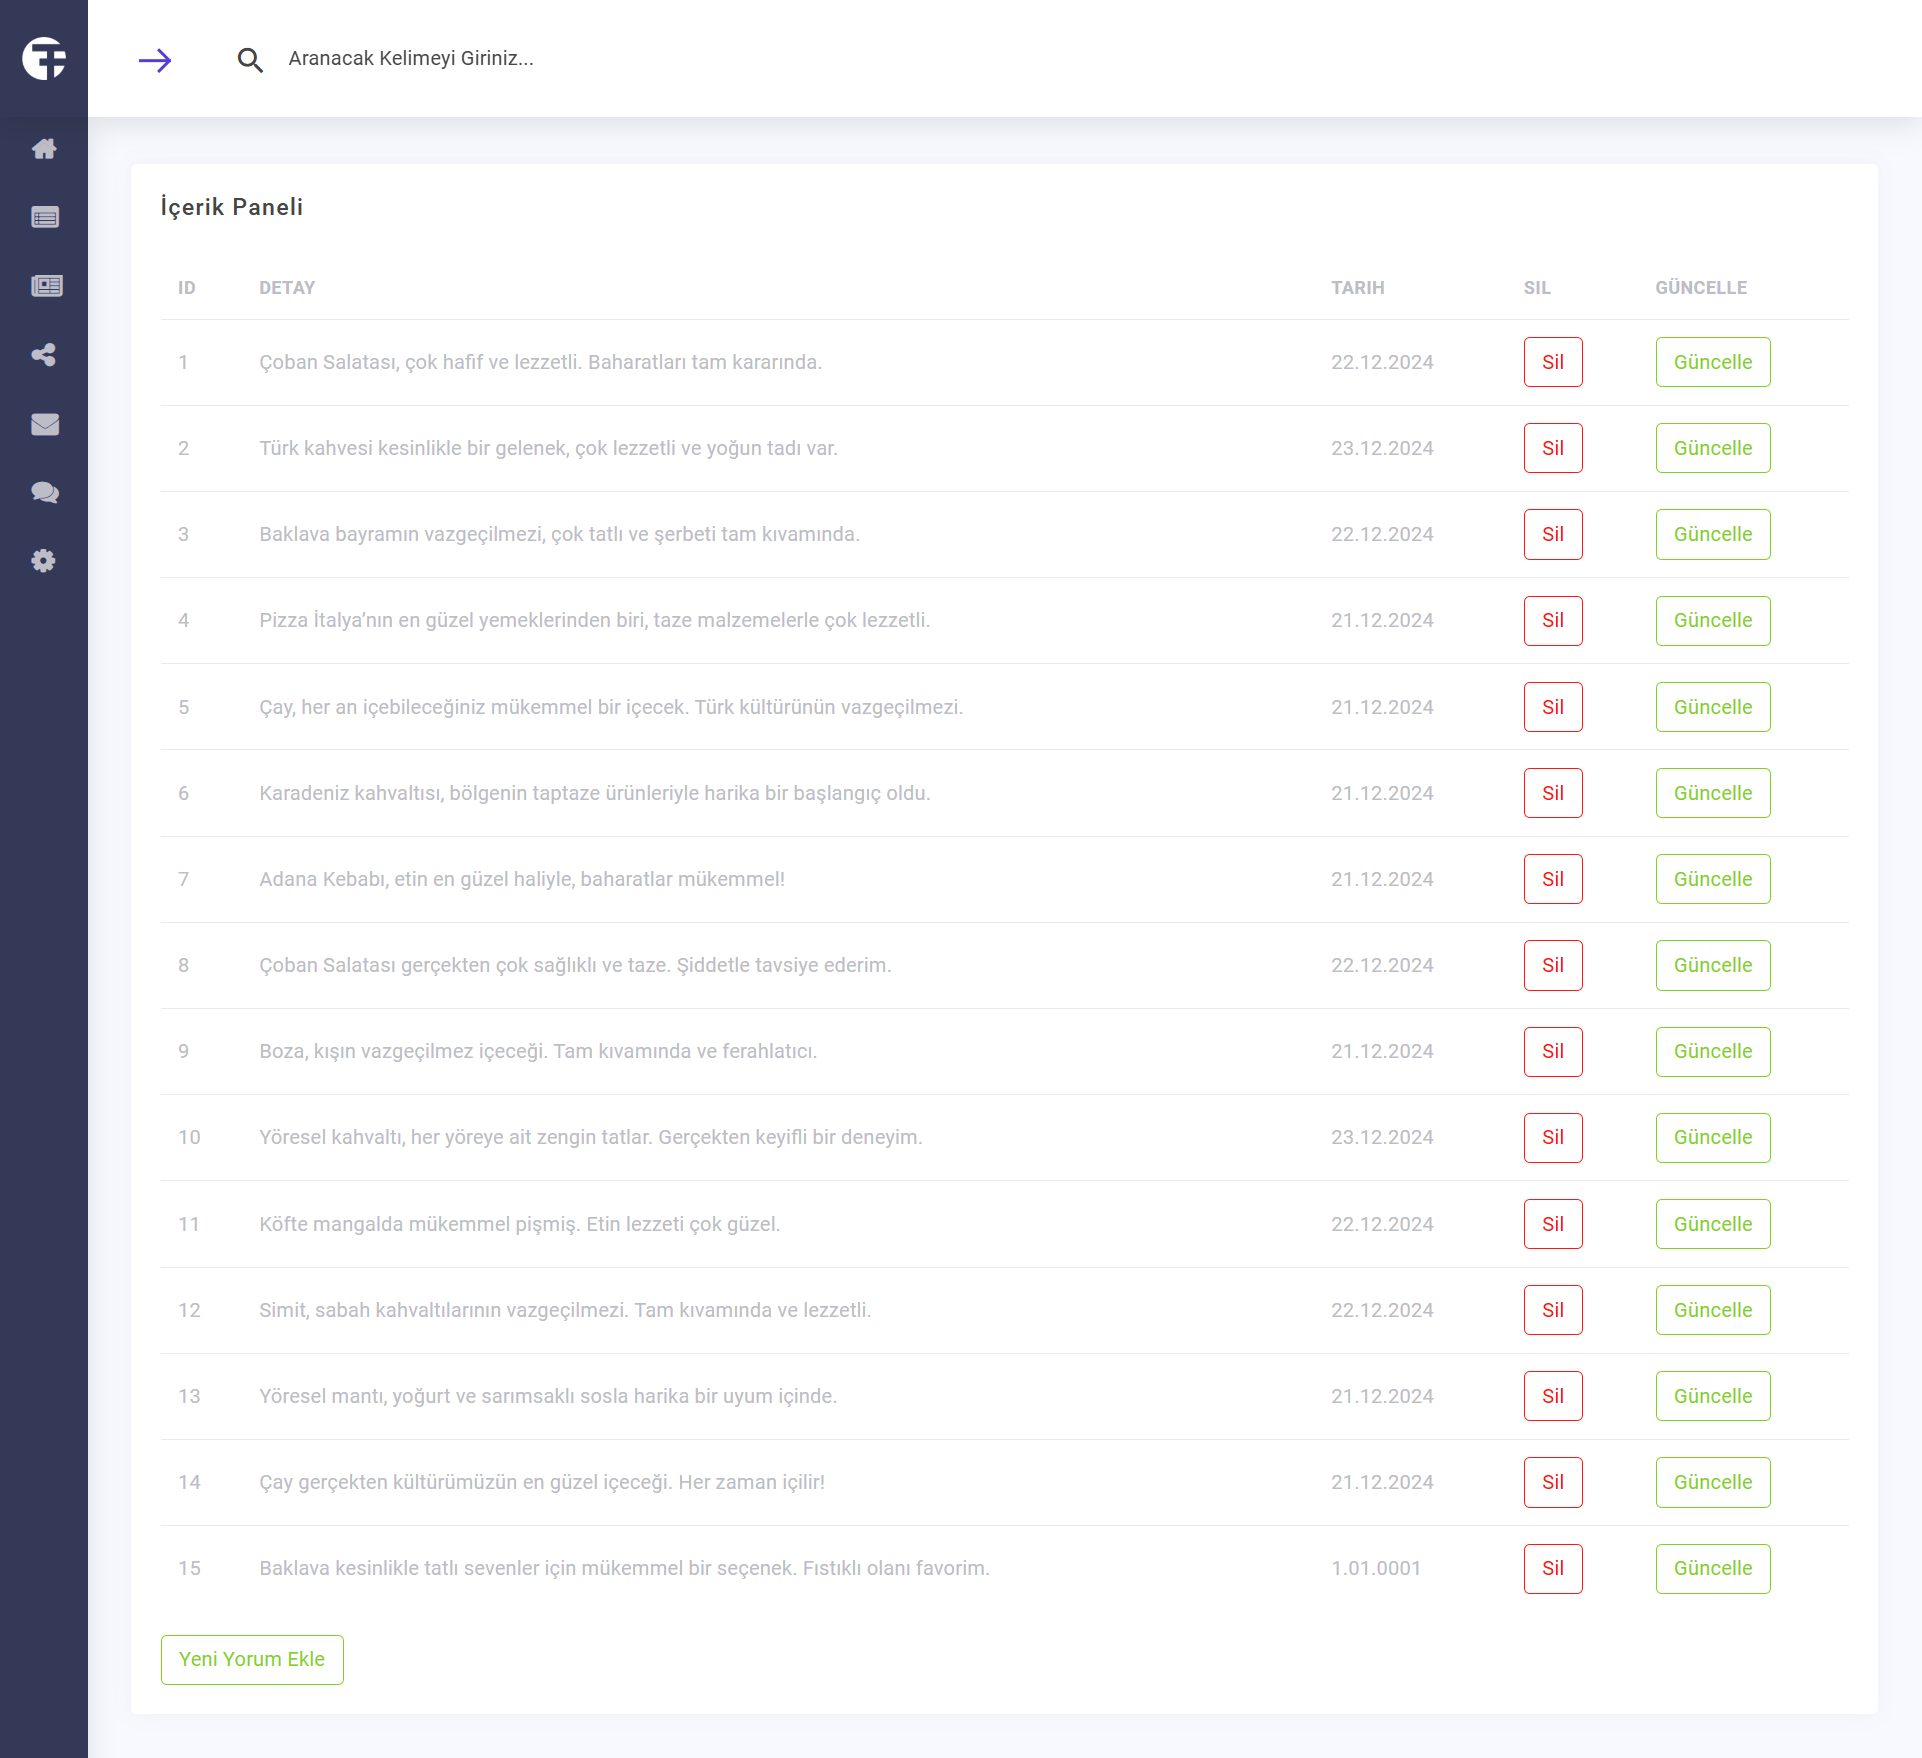 Aranacak Kelimeyi Giriniz...
İçerik Paneli
ID DETAY TARIH SIL GÜNCELLE
1 Çoban Salatası, çok hafif ve lezzetli. Baharatları tam kararında. 22.12.2024 Sil Güncelle
2 Türk kahvesi kesinlikle bir gelenek, çok lezzetli ve yoğun tadı var. 23.12.2024 Sil Güncelle
3 Baklava bayramın vazgeçilmezi, çok tatlı ve şerbeti tam kıvamında. 22.12.2024 Sil Güncelle
4 Pizza İtalya’nın en güzel yemeklerinden biri, taze malzemelerle çok lezzetli. 21.12.2024 Sil Güncelle
5 Çay, her an içebileceğiniz mükemmel bir içecek. Türk kültürünün vazgeçilmezi. 21.12.2024 Sil Güncelle
6 Karadeniz kahvaltısı, bölgenin taptaze ürünleriyle harika bir başlangıç oldu. 21.12.2024 Sil Güncelle
7 Adana Kebabı, etin en güzel haliyle, baharatlar mükemmel! 21.12.2024 Sil Güncelle
8 Çoban Salatası gerçekten çok sağlıklı ve taze. Şiddetle tavsiye ederim. 22.12.2024 Sil Güncelle
9 Boza, kışın vazgeçilmez içeceği. Tam kıvamında ve ferahlatıcı. 21.12.2024 Sil Güncelle
10 Yöresel kahvaltı, her yöreye ait zengin tatlar. Gerçekten keyifli bir deneyim. 23.12.2024 Sil Güncelle
11 Köfte mangalda mükemmel pişmiş. Etin lezzeti çok güzel. 22.12.2024 Sil Güncelle
12 Simit, sabah kahvaltılarının vazgeçilmezi. Tam kıvamında ve lezzetli. 22.12.2024 Sil Güncelle
13 Yöresel mantı, yoğurt ve sarımsaklı sosla harika bir uyum içinde. 21.12.2024 Sil Güncelle
14 Çay gerçekten kültürümüzün en güzel içeceği. Her zaman içilir! 21.12.2024 Sil Güncelle
15 Baklava kesinlikle tatlı sevenler için mükemmel bir seçenek. Fıstıklı olanı favorim. 1.01.0001 Sil Güncelle
Yeni Yorum Ekle